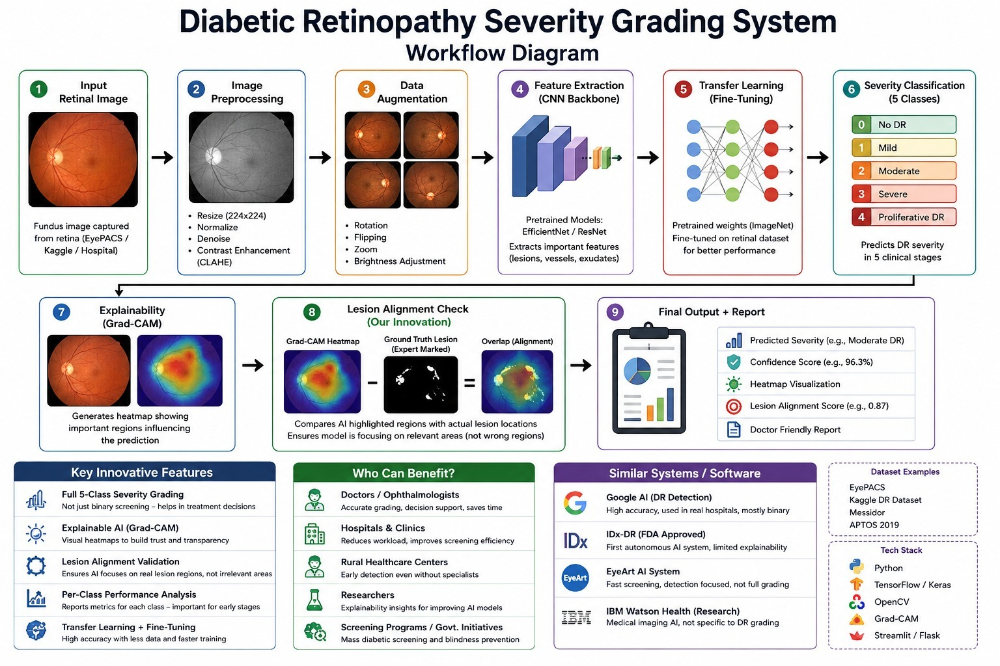 Diabetic Retinopathy Severity Grading System
Workflow Diagram
1
Input
Retinal Image
Fundus image captured
from retina (EyePACS /
Kaggle / Hospital)
2
Image
Preprocessing
• Resize (224x224)
• Normalize
• Denoise
• Contrast Enhancement
(CLAHE)
3
Data
Augmentation
• Rotation
• Flipping
• Zoom
• Brightness Adjustment
4
Feature Extraction
(CNN Backbone)
Pretrained Models:
EfficientNet / ResNet
Extracts important features
(lesions, vessels, exudates)
5
Transfer Learning
(Fine-Tuning)
Pretrained weights (ImageNet)
Fine-tuned on retinal dataset
for better performance
6
Severity Classification
(5 Classes)
0 No DR
1 Mild
2 Moderate
3 Severe
4 Proliferative DR
Predicts DR severity
in 5 clinical stages
7
Explainability
(Grad-CAM)
Generates heatmap showing
important regions influencing
the prediction
8
Lesion Alignment Check
(Our Innovation)
Grad-CAM Heatmap
Ground Truth Lesion
(Expert Marked)
Overlap (Alignment)
– =
Compares AI highlighted regions with actual lesion locations
Ensures model is focusing on relevant areas (not wrong regions)
9
Final Output + Report
Predicted Severity (e.g., Moderate DR)
Confidence Score (e.g., 96.3%)
Heatmap Visualization
Lesion Alignment Score (e.g., 0.87)
Doctor Friendly Report
Key Innovative Features
Full 5-Class Severity Grading
Not just binary screening – helps in treatment decisions
Explainable AI (Grad-CAM)
Visual heatmaps to build trust and transparency
Lesion Alignment Validation
Ensures AI focuses on real lesion regions, not irrelevant areas
Per-Class Performance Analysis
Reports metrics for each class – important for early stages
Transfer Learning + Fine-Tuning
High accuracy with less data and faster training
Who Can Benefit?
Doctors / Ophthalmologists
Accurate grading, decision support, saves time
Hospitals & Clinics
Reduces workload, improves screening efficiency
Rural Healthcare Centers
Early detection even without specialists
Researchers
Explainability insights for improving AI models
Screening Programs / Govt. Initiatives
Mass diabetic screening and blindness prevention
Similar Systems / Software
G
Google AI (DR Detection)
High accuracy, used in real hospitals, mostly binary
IDx
IDx-DR (FDA Approved)
First autonomous AI system, limited explainability
EyeArt
EyeArt AI System
Fast screening, detection focused, not full grading
IBM
IBM Watson Health (Research)
Medical imaging AI, not specific to DR grading
Dataset Examples
EyePACS
Kaggle DR Dataset
Messidor
APTOS 2019
Tech Stack
Python
TensorFlow / Keras
OpenCV
Grad-CAM
Streamlit / Flask